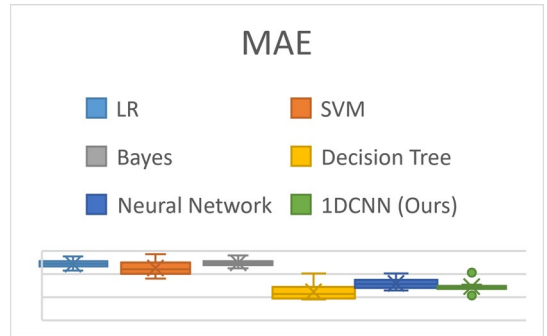 MAE
LR SVM
Bayes Decision Tree
Neural Network 1DCNN (Ours)